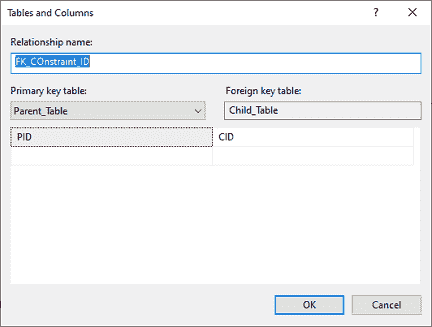 Tables and Columns ? ×
Relationship name:
FK_COnstraint_ID
Primary key table: Foreign key table:
Parent_Table Child_Table
PID CID
OK Cancel